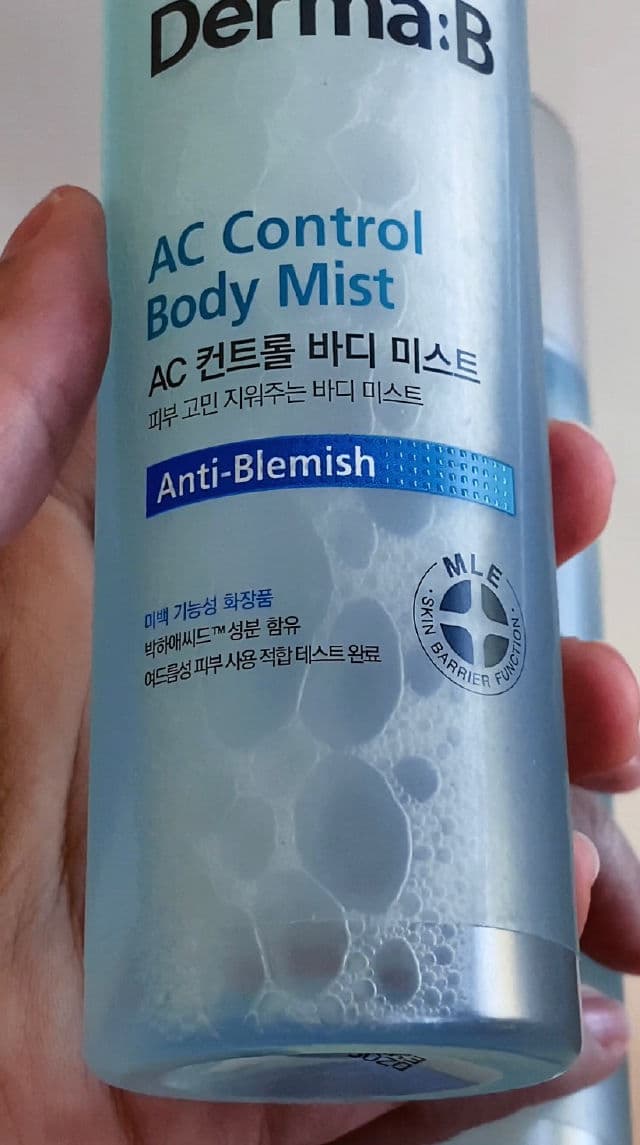 Derma:B
AC Control
Body Mist
AC 컨트롤 바디 미스트
피부 고민 지워주는 바디 미스트
Anti-Blemish
MLE
· SKIN BARRIER FUNCTION ·
미백 기능성 화장품
박하애씨드™ 성분 함유
여드름성 피부 사용 적합 테스트 완료